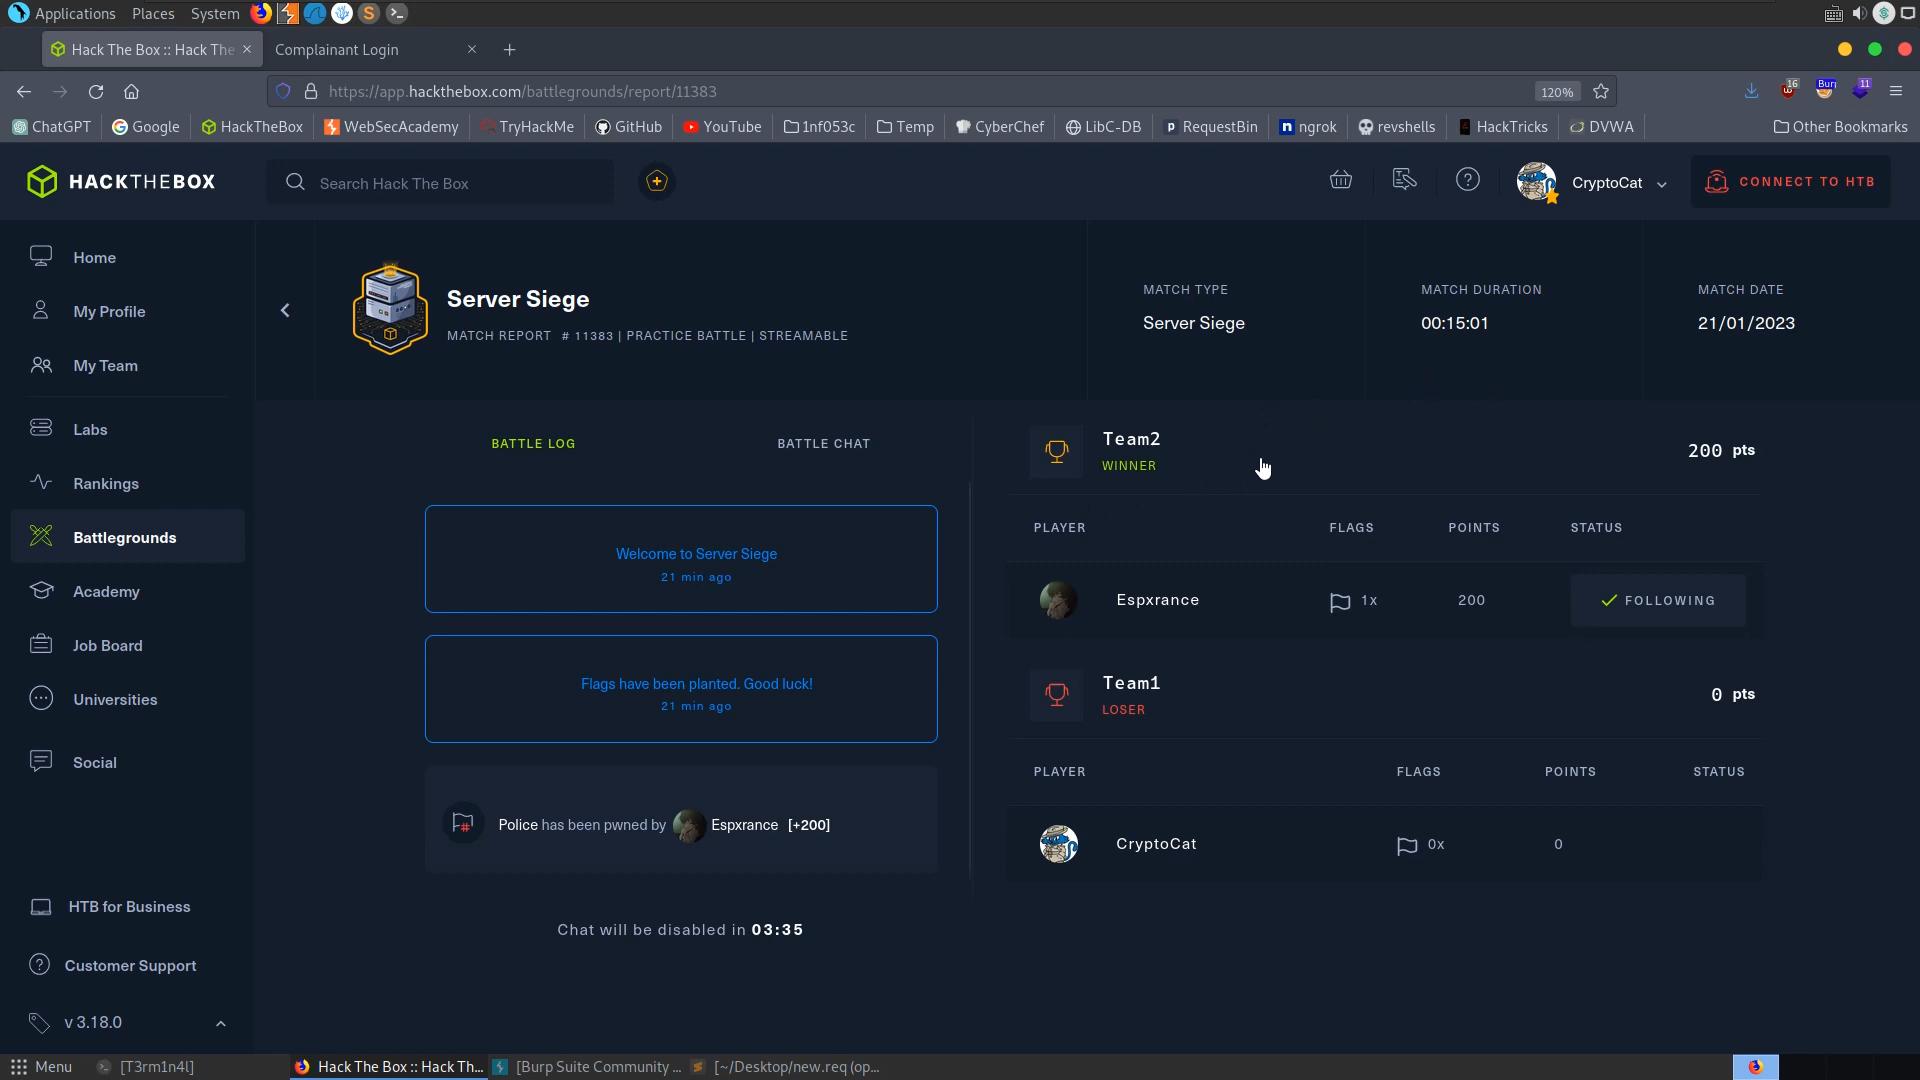 Applications Places System
Hack The Box :: Hack The
Complainant Login
https://app.hackthebox.com/battlegrounds/report/11383
120%
16
Burp
11
ChatGPT
Google
HackTheBox
WebSecAcademy
TryHackMe
GitHub
YouTube
1nf053c
Temp
CyberChef
LibC-DB
RequestBin
ngrok
revshells
HackTricks
DVWA
Other Bookmarks
HACKTHEBOX
Search Hack The Box
CryptoCat
CONNECT TO HTB
Home
My Profile
My Team
Labs
Rankings
Battlegrounds
Academy
Job Board
Universities
Social
HTB for Business
Customer Support
v 3.18.0
Server Siege
MATCH REPORT # 11383 | PRACTICE BATTLE | STREAMABLE
MATCH TYPE
Server Siege
MATCH DURATION
00:15:01
MATCH DATE
21/01/2023
BATTLE LOG
BATTLE CHAT
Welcome to Server Siege
21 min ago
Flags have been planted. Good luck!
21 min ago
Police has been pwned by Espxrance [+200]
Chat will be disabled in 03:35
Team2
WINNER
200 pts
PLAYER FLAGS POINTS STATUS
Espxrance 1x 200 FOLLOWING
Team1
LOSER
0 pts
PLAYER FLAGS POINTS STATUS
CryptoCat 0x 0
Menu
[T3rm1n4l]
Hack The Box :: Hack Th...
[Burp Suite Community ...
[~/Desktop/new.req (op...